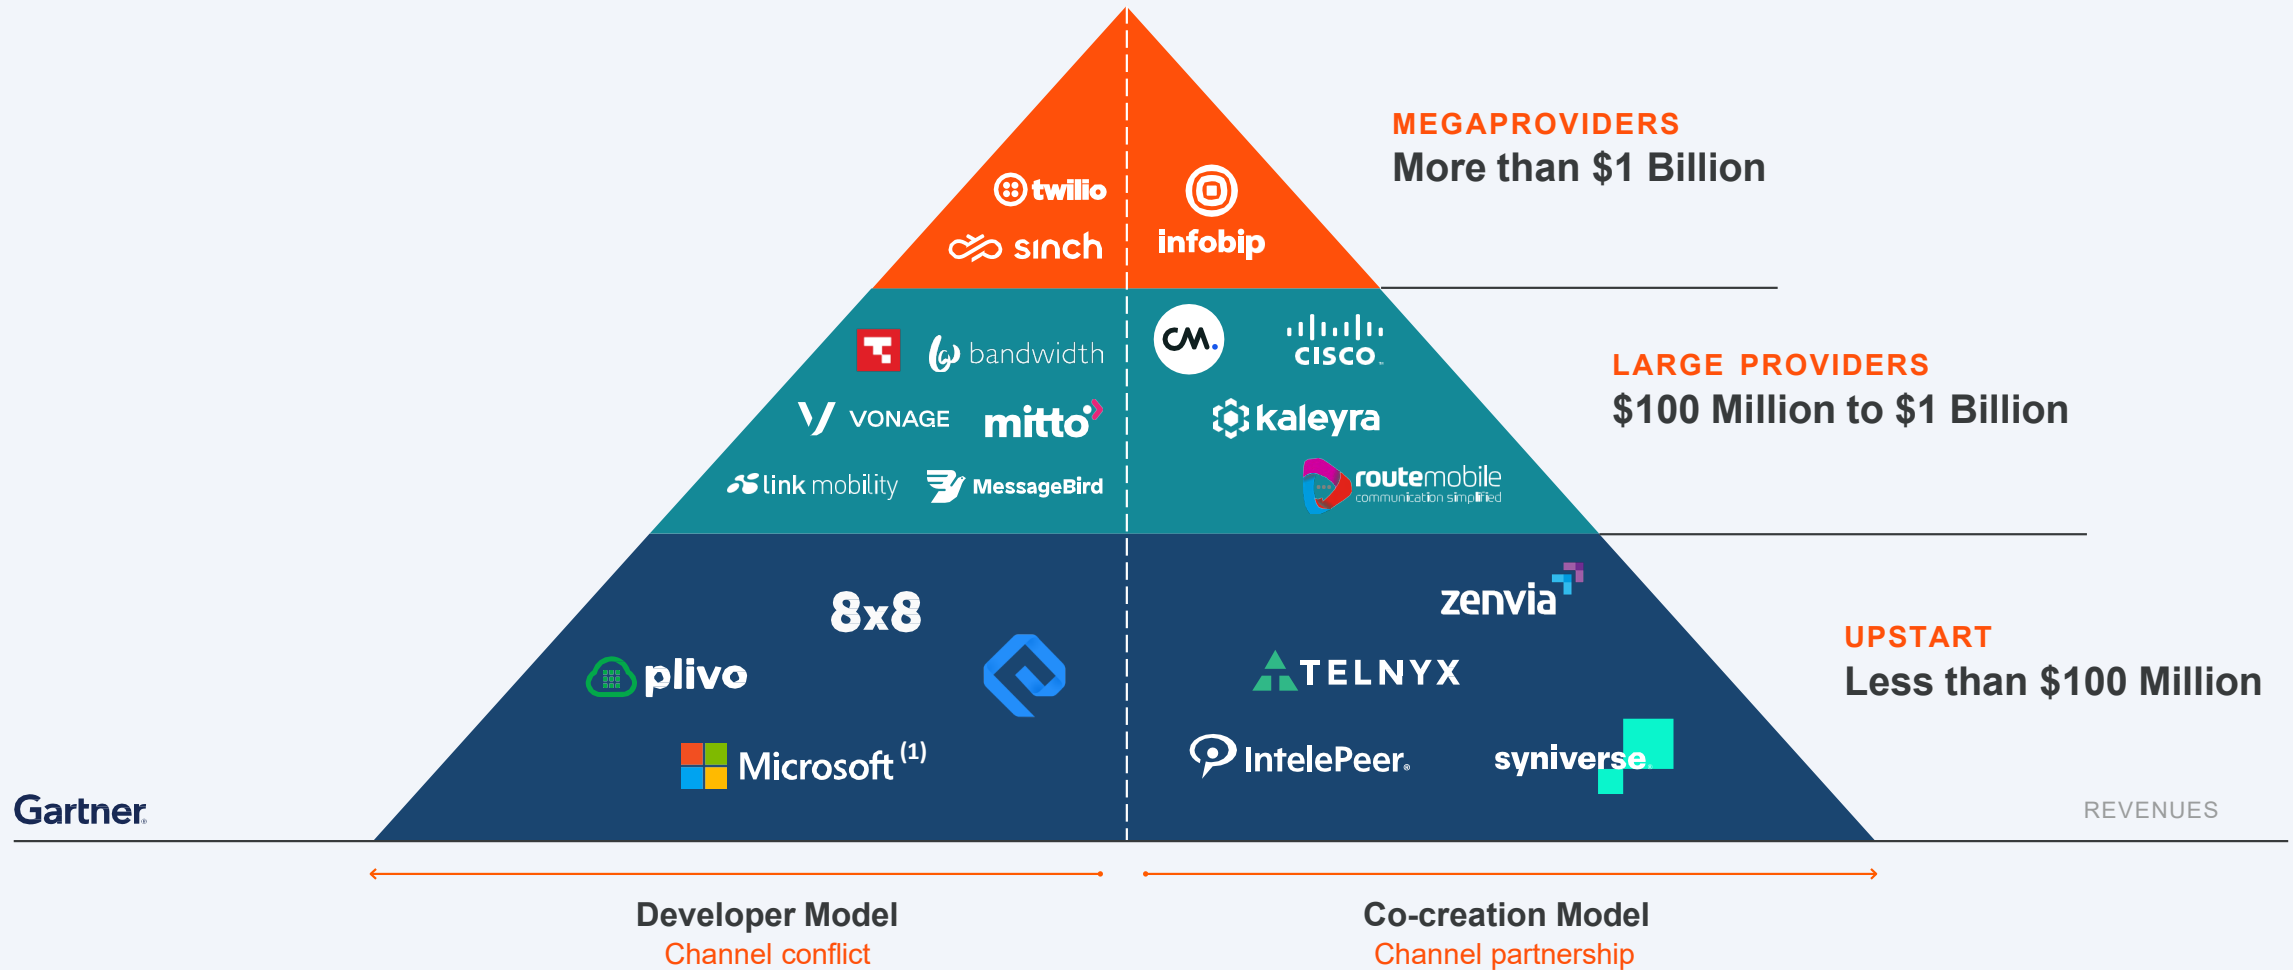 MEGAPROVIDERS
More than $1 Billion
twilio
sinch
infobip
LARGE PROVIDERS
$100 Million to $1 Billion
bandwidth
CM.
CISCO
VONAGE
mitto
kaleyra
link mobility
MessageBird
routemobile
communication simplified
UPSTART
Less than $100 Million
8x8
zenvia
plivo
TELNYX
Microsoft (1)
IntelePeer®
syniverse
Gartner®
REVENUES
Developer Model
Channel conflict
Co-creation Model
Channel partnership